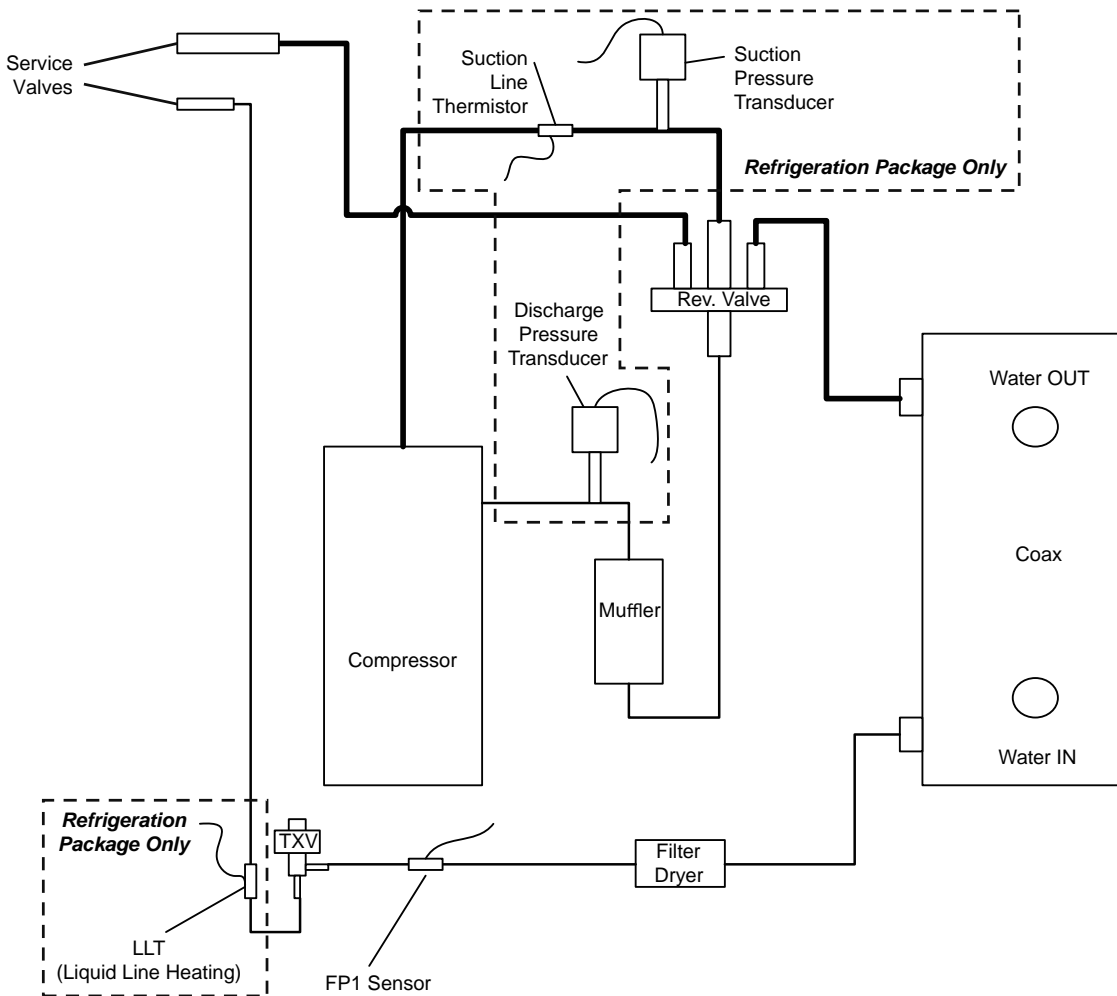 Service
Valves
Suction
Line
Thermistor
Suction
Pressure
Transducer
Refrigeration Package Only
Rev. Valve
Discharge
Pressure
Transducer
Water OUT
Coax
Water IN
Muffler
Compressor
Refrigeration
Package Only
TXV
Filter
Dryer
LLT
(Liquid Line Heating)
FP1 Sensor